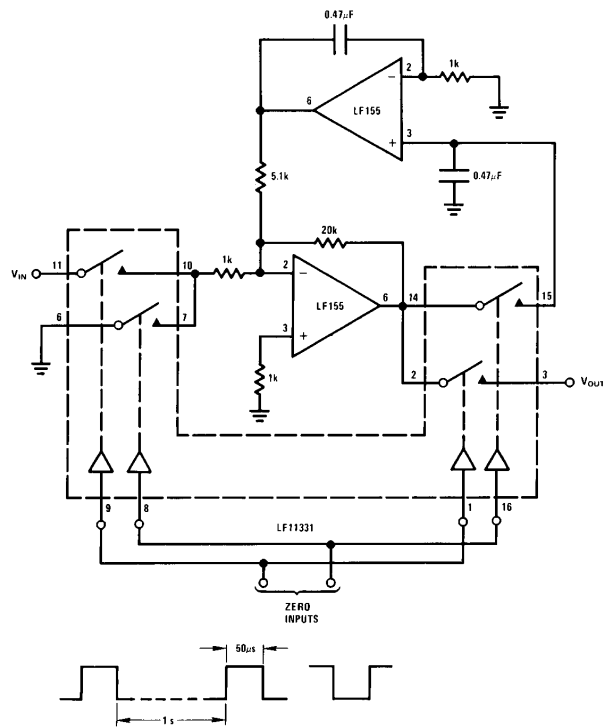 0.47μF
2
1k
6
LF155
3
0.47μF
5.1k
20k
V_IN
11
10
1k
2
6
14
15
LF155
6
7
3
2
3
V_OUT
1k
9
8
1
16
LF11331
ZERO
INPUTS
50μs
1 s